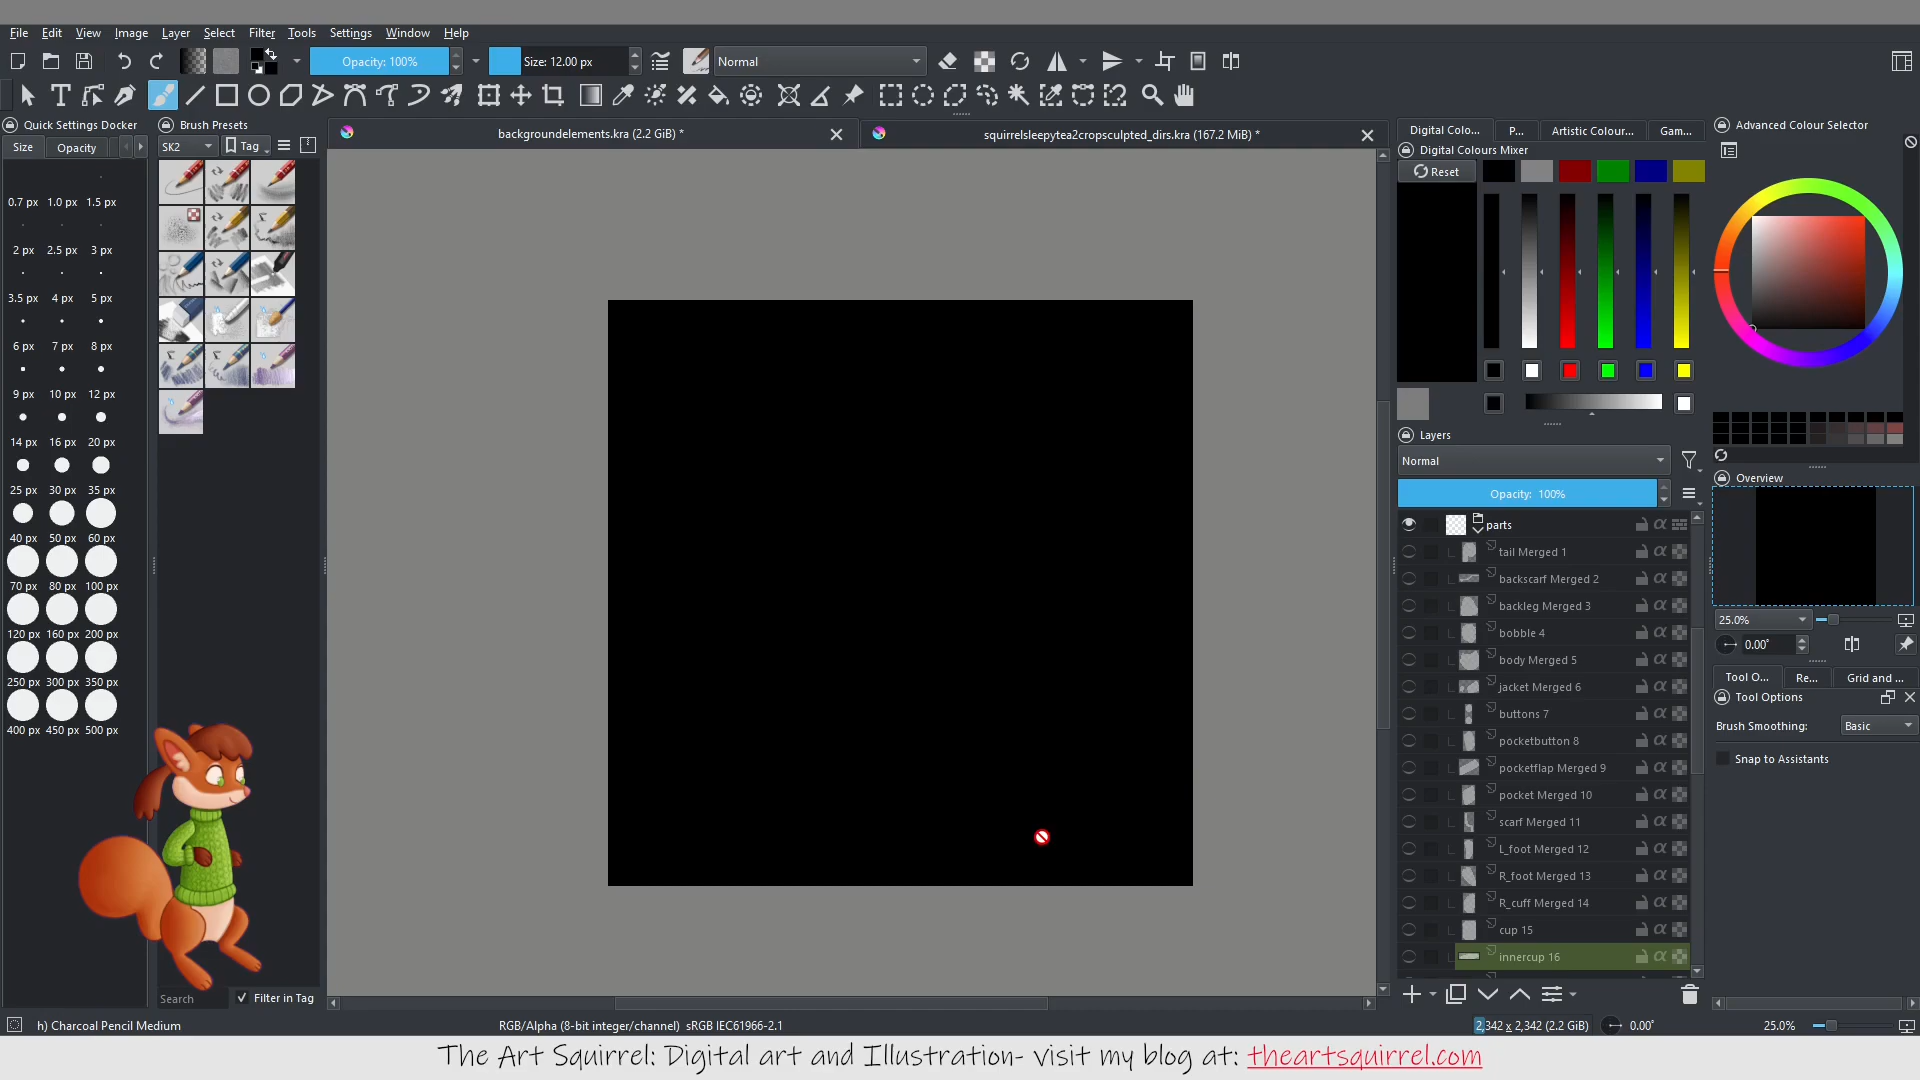 File Edit View Image Layer Select Filter Tools Settings Window Help
Opacity: 100% Size: 12.00 px Normal
Quick Settings Docker
Size Opacity
0.7 px 1.0 px 1.5 px
2 px 2.5 px 3 px
3.5 px 4 px 5 px
6 px 7 px 8 px
9 px 10 px 12 px
14 px 16 px 20 px
25 px 30 px 35 px
40 px 50 px 60 px
70 px 80 px 100 px
120 px 160 px 200 px
250 px 300 px 350 px
400 px 450 px 500 px
Brush Presets
SK2 Tag
Search Filter in Tag
backgroundelements.kra (2.2 GiB) *
squirrelsleepytea2cropsculpted_dirs.kra (167.2 MiB) *
Digital Colo... P... Artistic Colour... Gam...
Digital Colours Mixer
Reset
Layers
Normal
Opacity: 100%
parts
tail Merged 1
backscarf Merged 2
backleg Merged 3
bobble 4
body Merged 5
jacket Merged 6
buttons 7
pocketbutton 8
pocketflap Merged 9
pocket Merged 10
scarf Merged 11
L_foot Merged 12
R_foot Merged 13
R_cuff Merged 14
cup 15
innercup 16
Advanced Colour Selector
Overview
25.0%
0.00°
Tool O... Re... Grid and ...
Tool Options
Brush Smoothing: Basic
Snap to Assistants
h) Charcoal Pencil Medium
RGB/Alpha (8-bit integer/channel) sRGB IEC61966-2.1
2,342 x 2,342 (2.2 GiB) 0.00° 25.0%
The Art Squirrel: Digital art and Illustration- visit my blog at: theartsquirrel.com